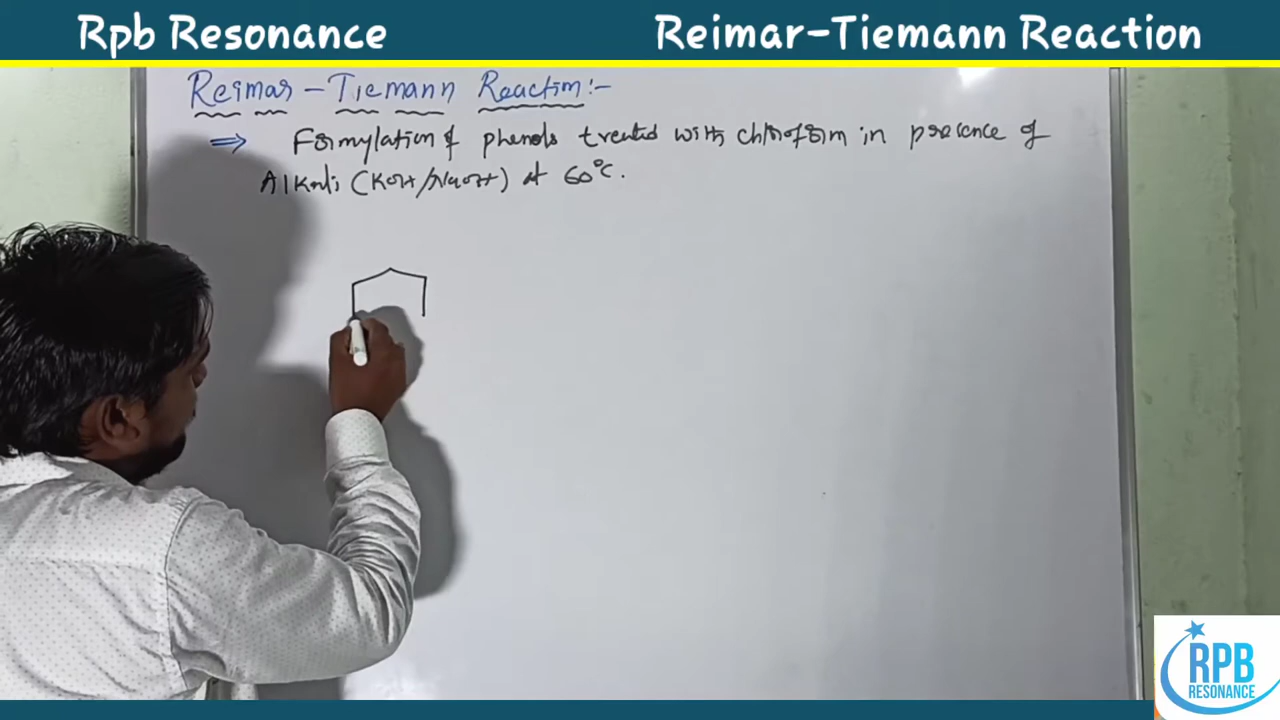 Rpb Resonance
Reimar-Tiemann Reaction
Reimar - Tiemann Reaction:-
⇒ Formylation of phenols treated with chloroform in presence of
Alkali (KOH/NaOH) at 60°C.
RPB
RESONANCE